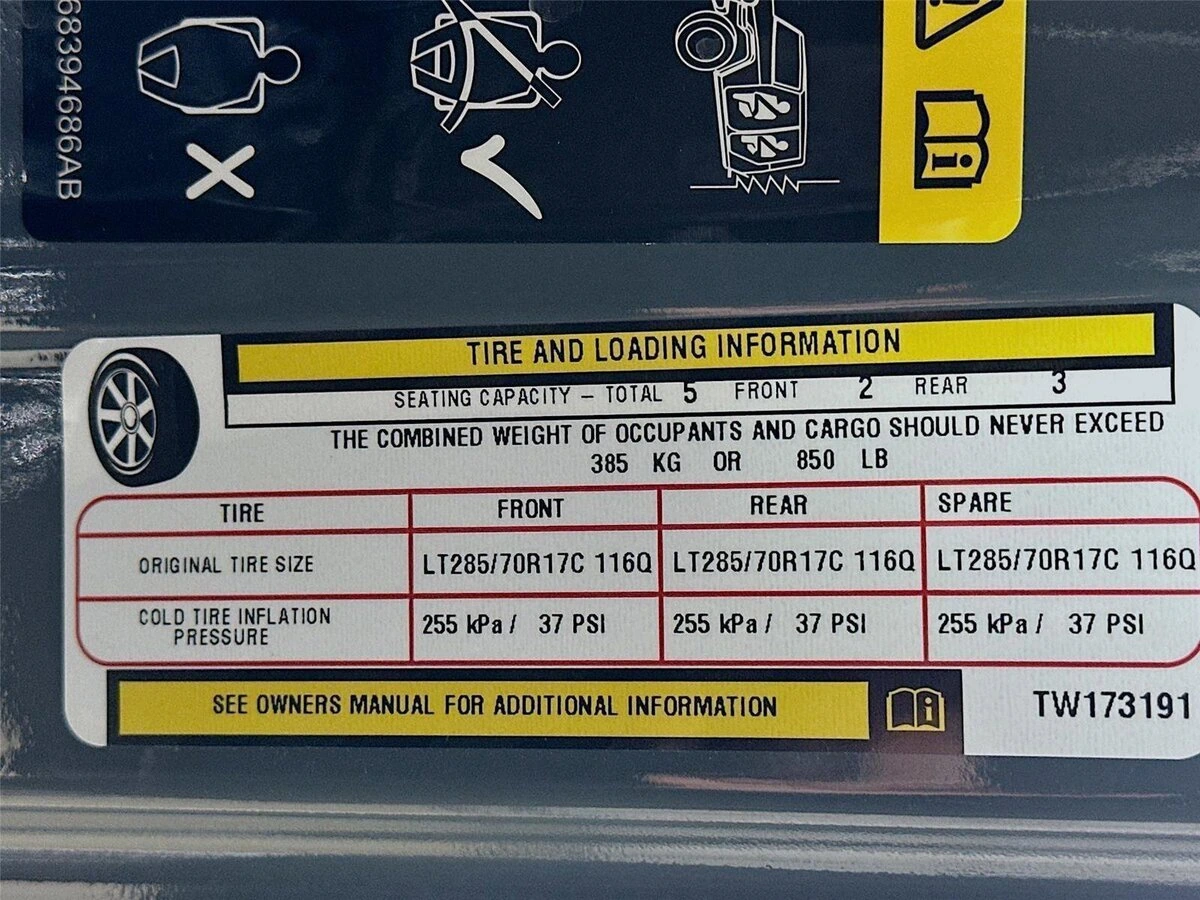 68394686AB
TIRE AND LOADING INFORMATION
SEATING CAPACITY – TOTAL 5 FRONT 2 REAR 3
THE COMBINED WEIGHT OF OCCUPANTS AND CARGO SHOULD NEVER EXCEED
385 KG OR 850 LB
TIRE FRONT REAR SPARE
ORIGINAL TIRE SIZE LT285/70R17C 116Q LT285/70R17C 116Q LT285/70R17C 116Q
COLD TIRE INFLATION
PRESSURE 255 kPa / 37 PSI 255 kPa / 37 PSI 255 kPa / 37 PSI
SEE OWNERS MANUAL FOR ADDITIONAL INFORMATION
TW173191